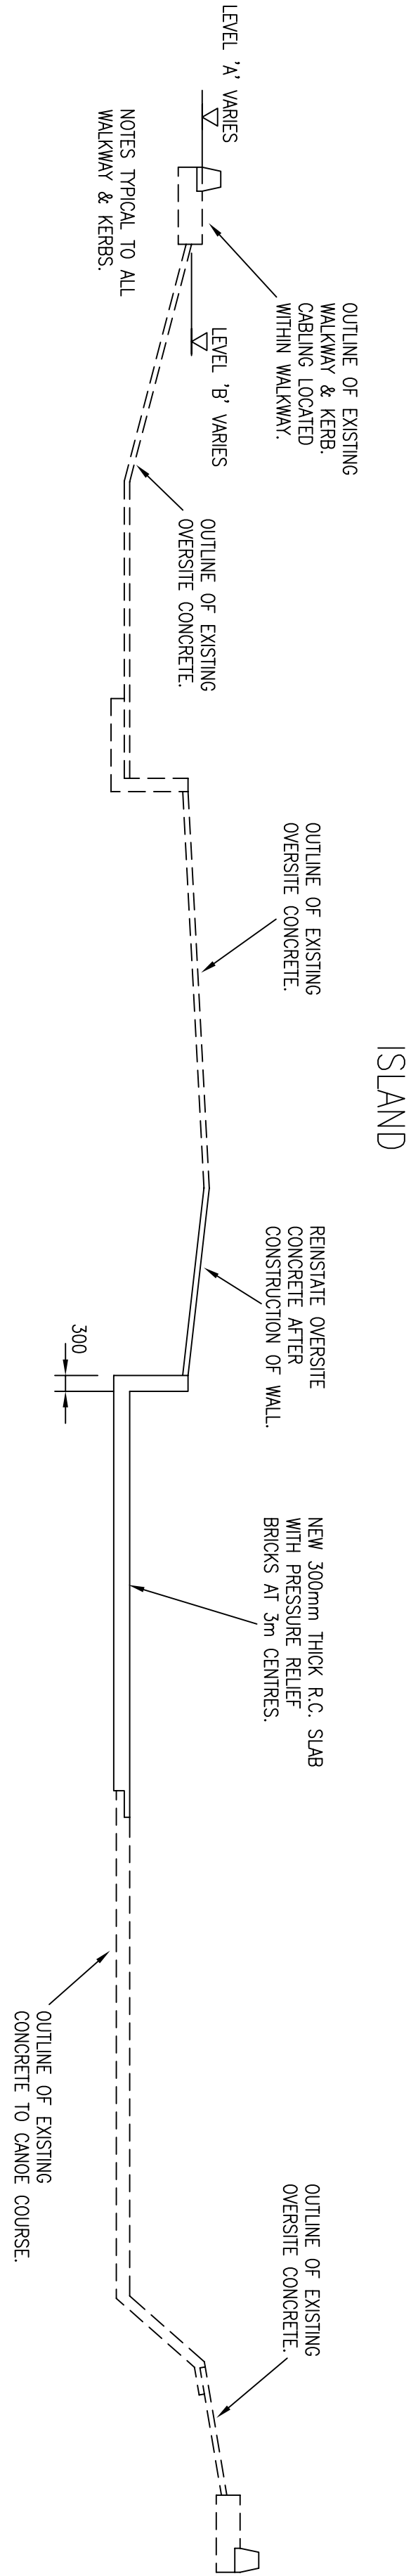 LEVEL 'A' VARIES
NOTES TYPICAL TO ALL
WALKWAY & KERBS.
OUTLINE OF EXISTING
WALKWAY & KERB.
CABLING LOCATED
WITHIN WALKWAY.
LEVEL 'B' VARIES
OUTLINE OF EXISTING
OVERSITE CONCRETE.
OUTLINE OF EXISTING
OVERSITE CONCRETE.
ISLAND
REINSTATE OVERSITE
CONCRETE AFTER
CONSTRUCTION OF WALL.
300
NEW 300mm THICK R.C. SLAB
WITH PRESSURE RELIEF
BRICKS AT 3m CENTRES.
OUTLINE OF EXISTING
CONCRETE TO CANOE COURSE.
OUTLINE OF EXISTING
OVERSITE CONCRETE.